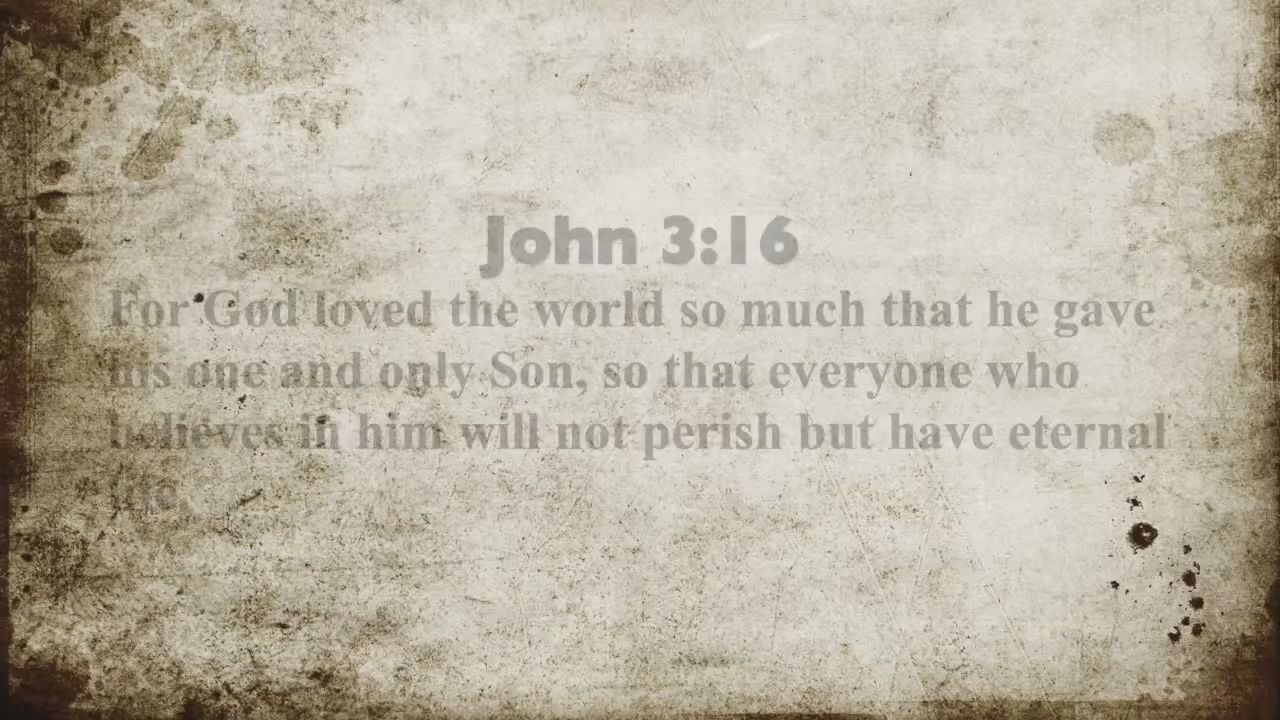 John 3:16
For God loved the world so much that he gave
his one and only Son, so that everyone who
believes in him will not perish but have eternal
life.